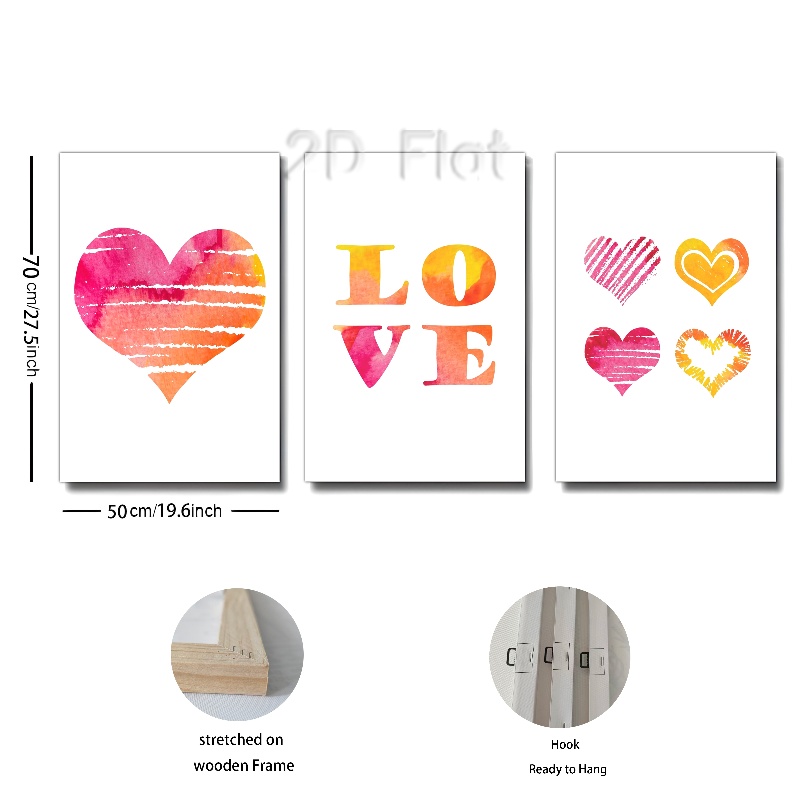 2D Flat
70 cm/27.5inch
LO
VE
50cm/19.6inch
stretched on
wooden Frame
Hook
Ready to Hang